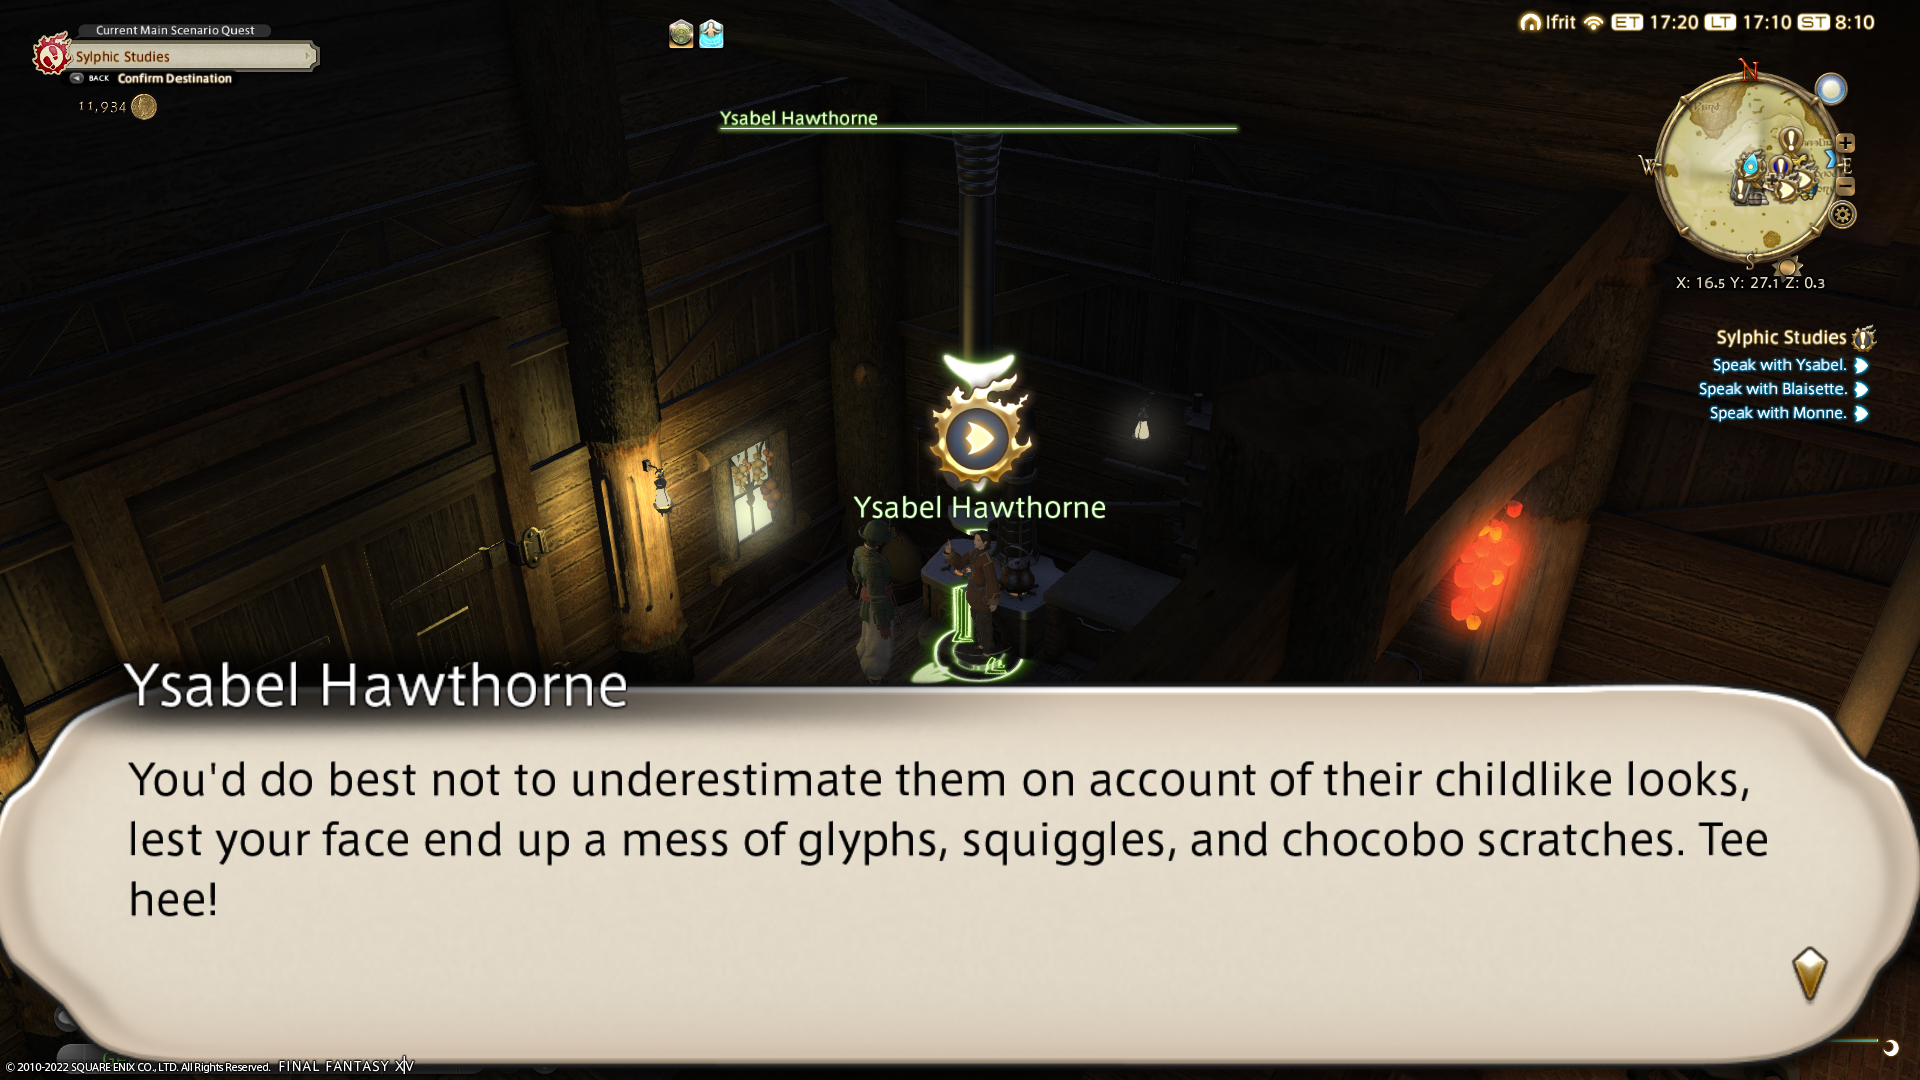 Current Main Scenario Quest
Sylphic Studies
BACK Confirm Destination
11,934
Ifrit ET 17:20 LT 17:10 ST 8:10
N
W
E
S
X: 16.5 Y: 27.1 Z: 0.3
Sylphic Studies
Speak with Ysabel.
Speak with Blaisette.
Speak with Monne.
Ysabel Hawthorne
Ysabel Hawthorne
Ysabel Hawthorne
You'd do best not to underestimate them on account of their childlike looks,
lest your face end up a mess of glyphs, squiggles, and chocobo scratches. Tee
hee!
© 2010-2022 SQUARE ENIX CO., LTD. All Rights Reserved. FINAL FANTASY XIV